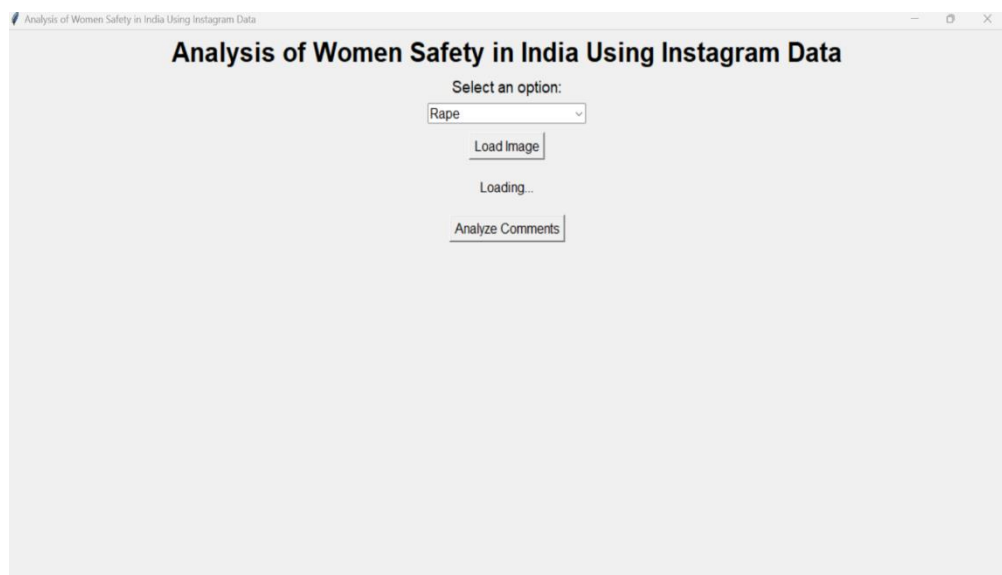 Analysis of Women Safety in India Using Instagram Data
Analysis of Women Safety in India Using Instagram Data
Select an option:
Rape
Load Image
Loading...
Analyze Comments